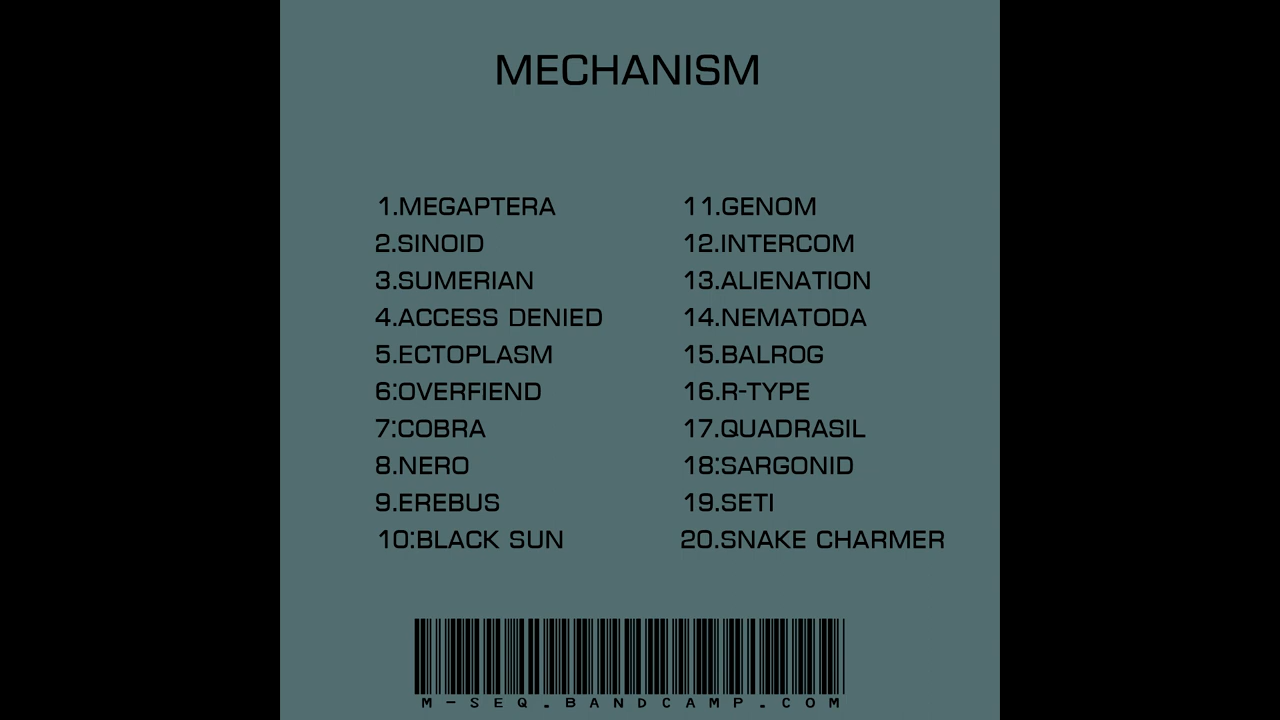 MECHANISM
1.MEGAPTERA
2.SINOID
3.SUMERIAN
4.ACCESS DENIED
5.ECTOPLASM
6:OVERFIEND
7:COBRA
8.NERO
9.EREBUS
10:BLACK SUN
11.GENOM
12.INTERCOM
13.ALIENATION
14.NEMATODA
15.BALROG
16.R-TYPE
17.QUADRASIL
18:SARGONID
19.SETI
20.SNAKE CHARMER
M-SEQ.BANDCAMP.COM